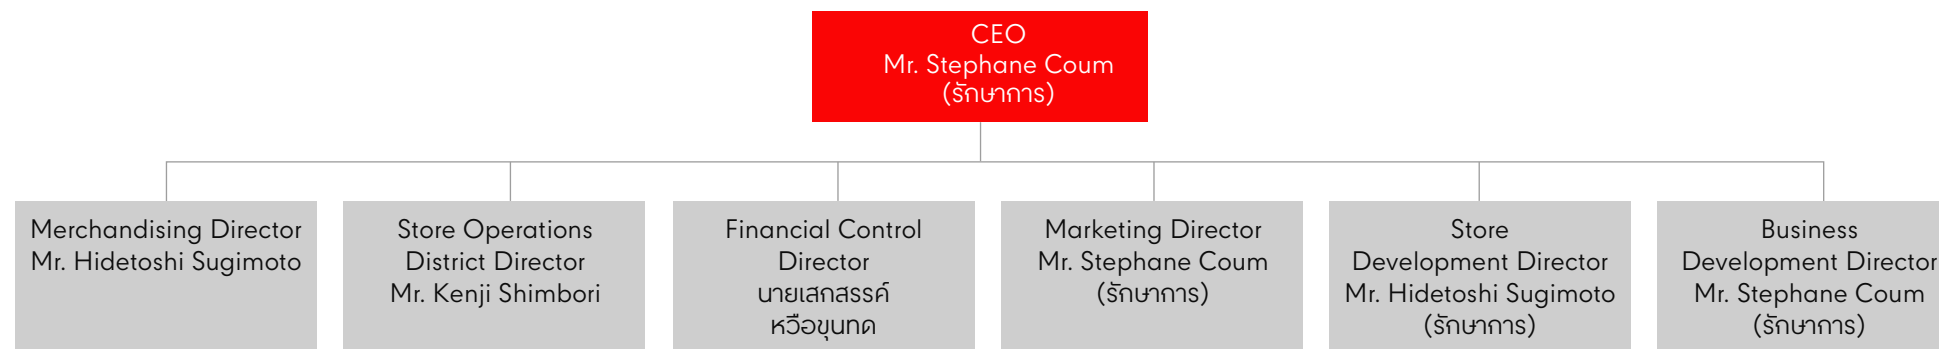 CEO
Mr. Stephane Coum
(รักษาการ)
Merchandising Director
Mr. Hidetoshi Sugimoto
Store Operations
District Director
Mr. Kenji Shimbori
Financial Control
Director
นายเสกสรรค์
หวือขุนทด
Marketing Director
Mr. Stephane Coum
(รักษาการ)
Store
Development Director
Mr. Hidetoshi Sugimoto
(รักษาการ)
Business
Development Director
Mr. Stephane Coum
(รักษาการ)